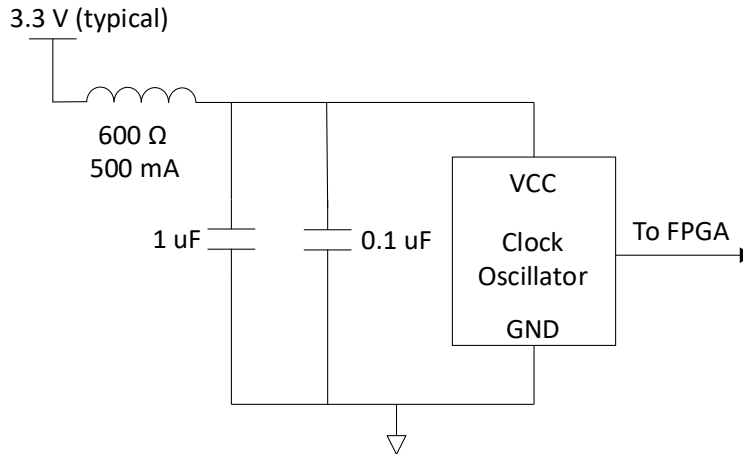 3.3 V (typical)
600 Ω
500 mA
1 uF
0.1 uF
VCC
Clock
Oscillator
GND
To FPGA